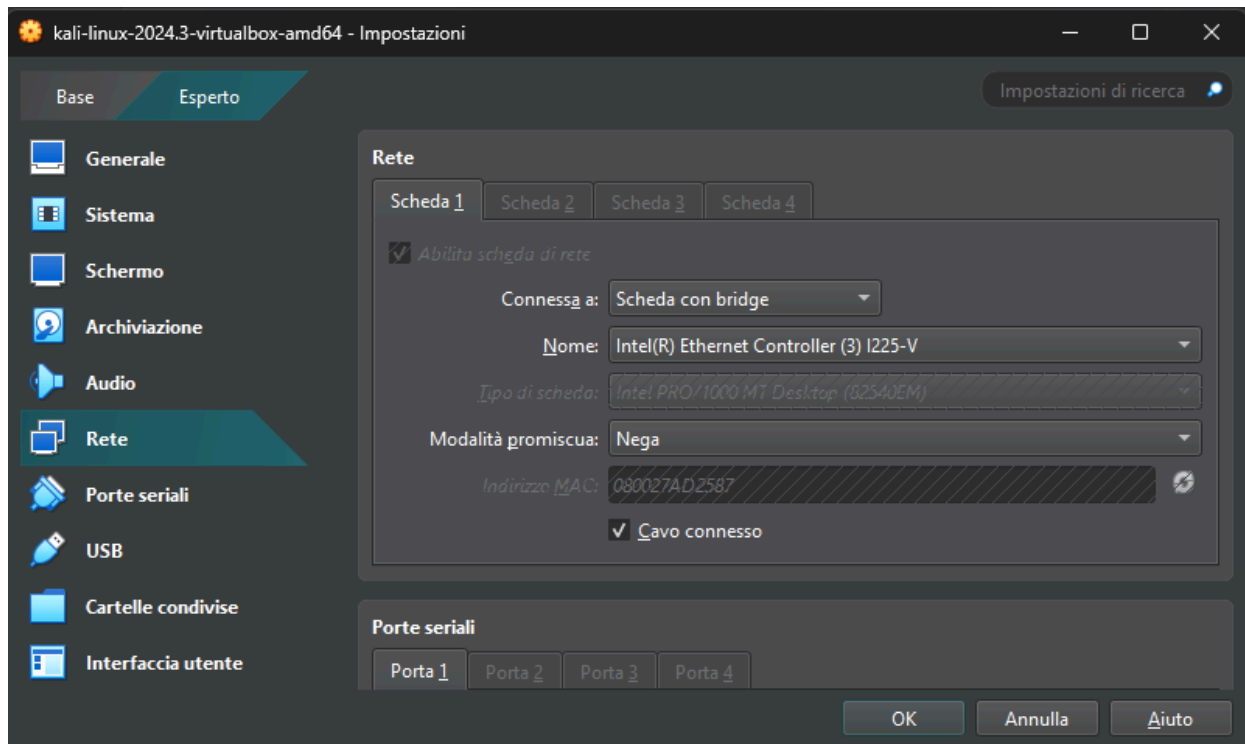 kali-linux-2024.3-virtualbox-amd64 - Impostazioni
Base Esperto Impostazioni di ricerca
Generale
Sistema
Schermo
Archiviazione
Audio
Rete
Porte seriali
USB
Cartelle condivise
Interfaccia utente
Rete
Scheda 1 Scheda 2 Scheda 3 Scheda 4
Abilita scheda di rete
Connessa a: Scheda con bridge
Nome: Intel(R) Ethernet Controller (3) I225-V
Tipo di scheda: Intel PRO/1000 MT Desktop (82540EM)
Modalità promiscua: Nega
Indirizzo MAC: 080027AD2587
Cavo connesso
Porte seriali
Porta 1 Porta 2 Porta 3 Porta 4
OK Annulla Aiuto